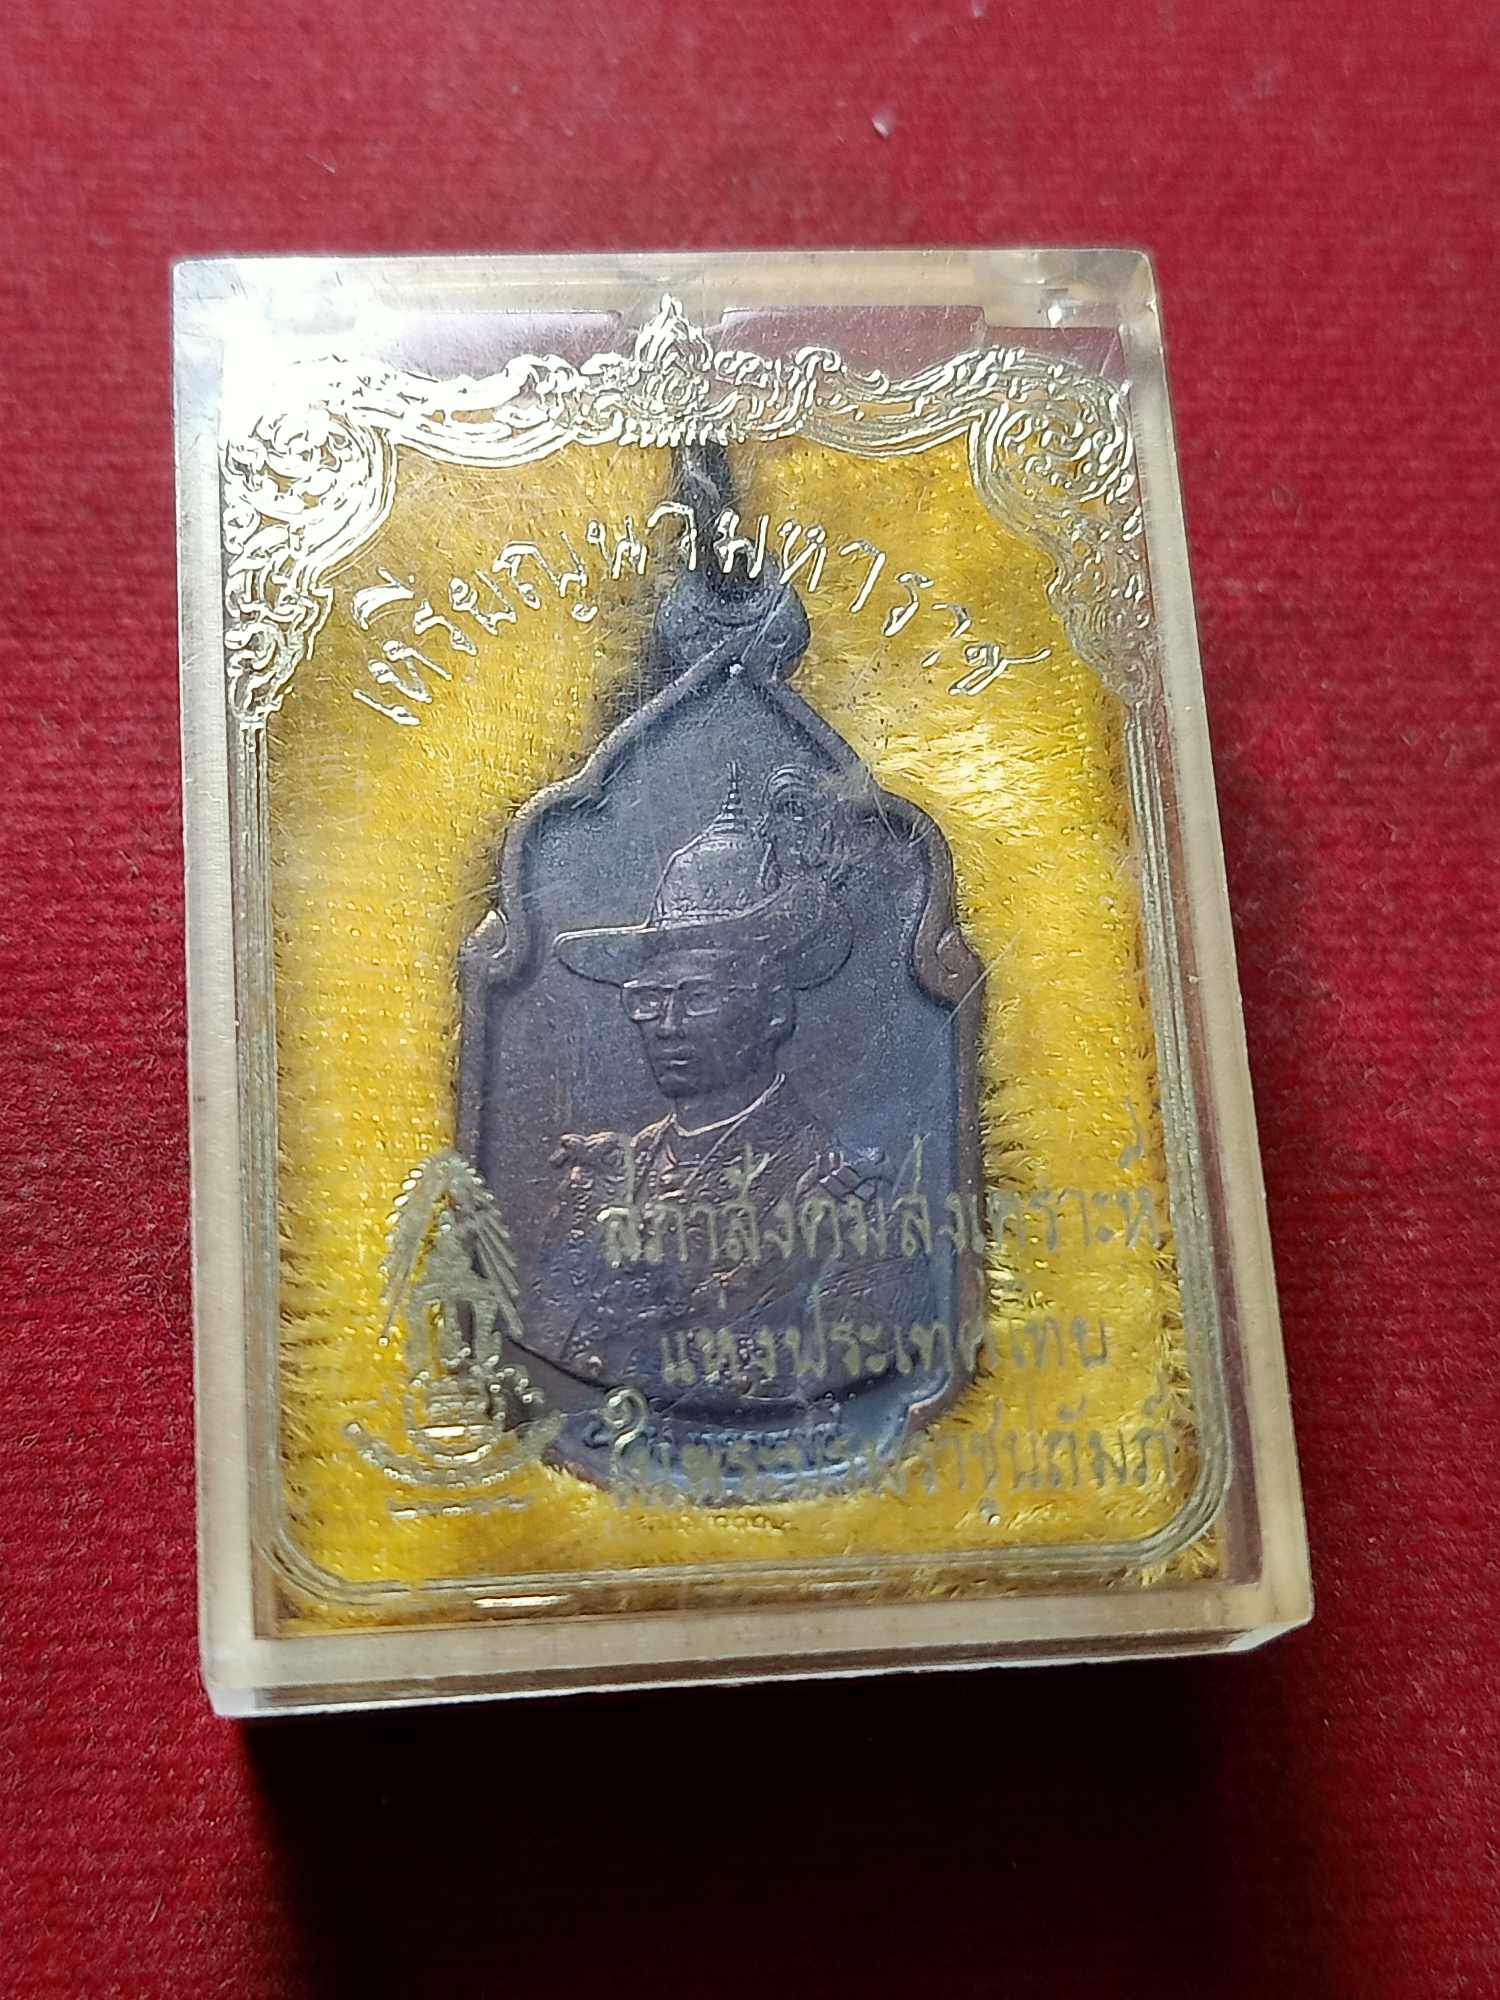 เหรียญนวมหาราช
สภาสังคมสงเคราะห์
แห่งประเทศไทย
ในพระบรมราชูปถัมภ์